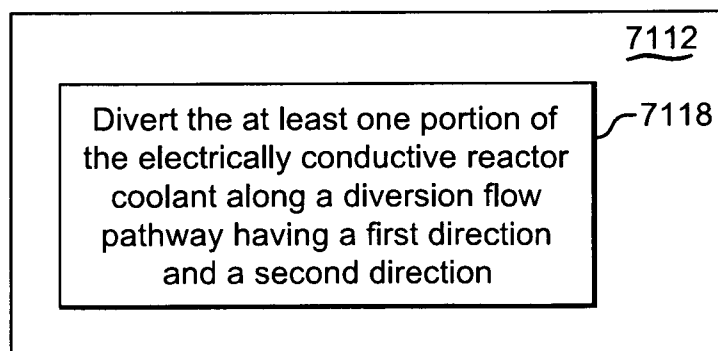 7112
Divert the at least one portion of
the electrically conductive reactor
coolant along a diversion flow
pathway having a first direction
and a second direction
7118